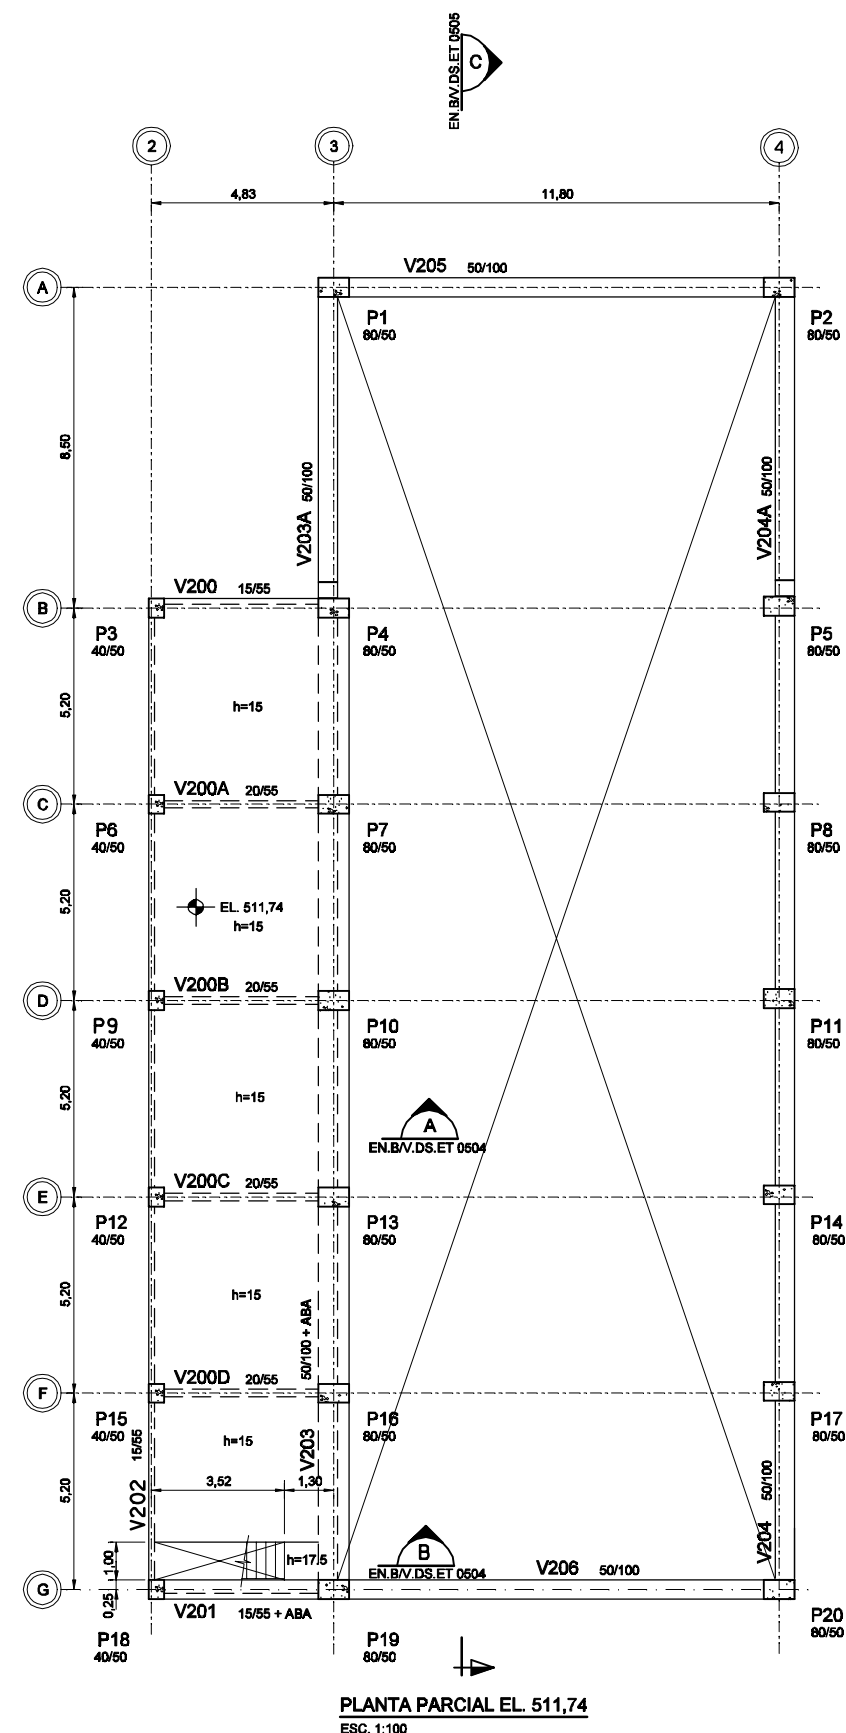 EN.B/V.DS.ET 0505
C
2
3
4
4,83
11,80
V205 50/100
A
P1
80/50
P2
80/50
8,50
V203A 50/100
V204A 50/100
V200 15/55
B
P3
40/50
P4
80/50
P5
80/50
5,20
h=15
V200A 20/55
C
P6
40/50
P7
80/50
P8
80/50
5,20
EL. 511,74
h=15
V200B 20/55
D
P9
40/50
P10
80/50
P11
80/50
5,20
h=15
A
EN.B/V.DS.ET 0504
V200C 20/55
E
P12
40/50
P13
80/50
P14
80/50
5,20
h=15
V203 50/100 + ABA
V200D 20/55
F
P15
40/50
P16
80/50
P17
80/50
5,20
h=15
V202 15/55
3,52
1,30
V204 50/100
1,00
h=17.5
B
EN.B/V.DS.ET 0504
V206 50/100
G
0,25
V201 15/55 + ABA
P18
40/50
P19
80/50
P20
80/50
PLANTA PARCIAL EL. 511,74
ESC. 1:100